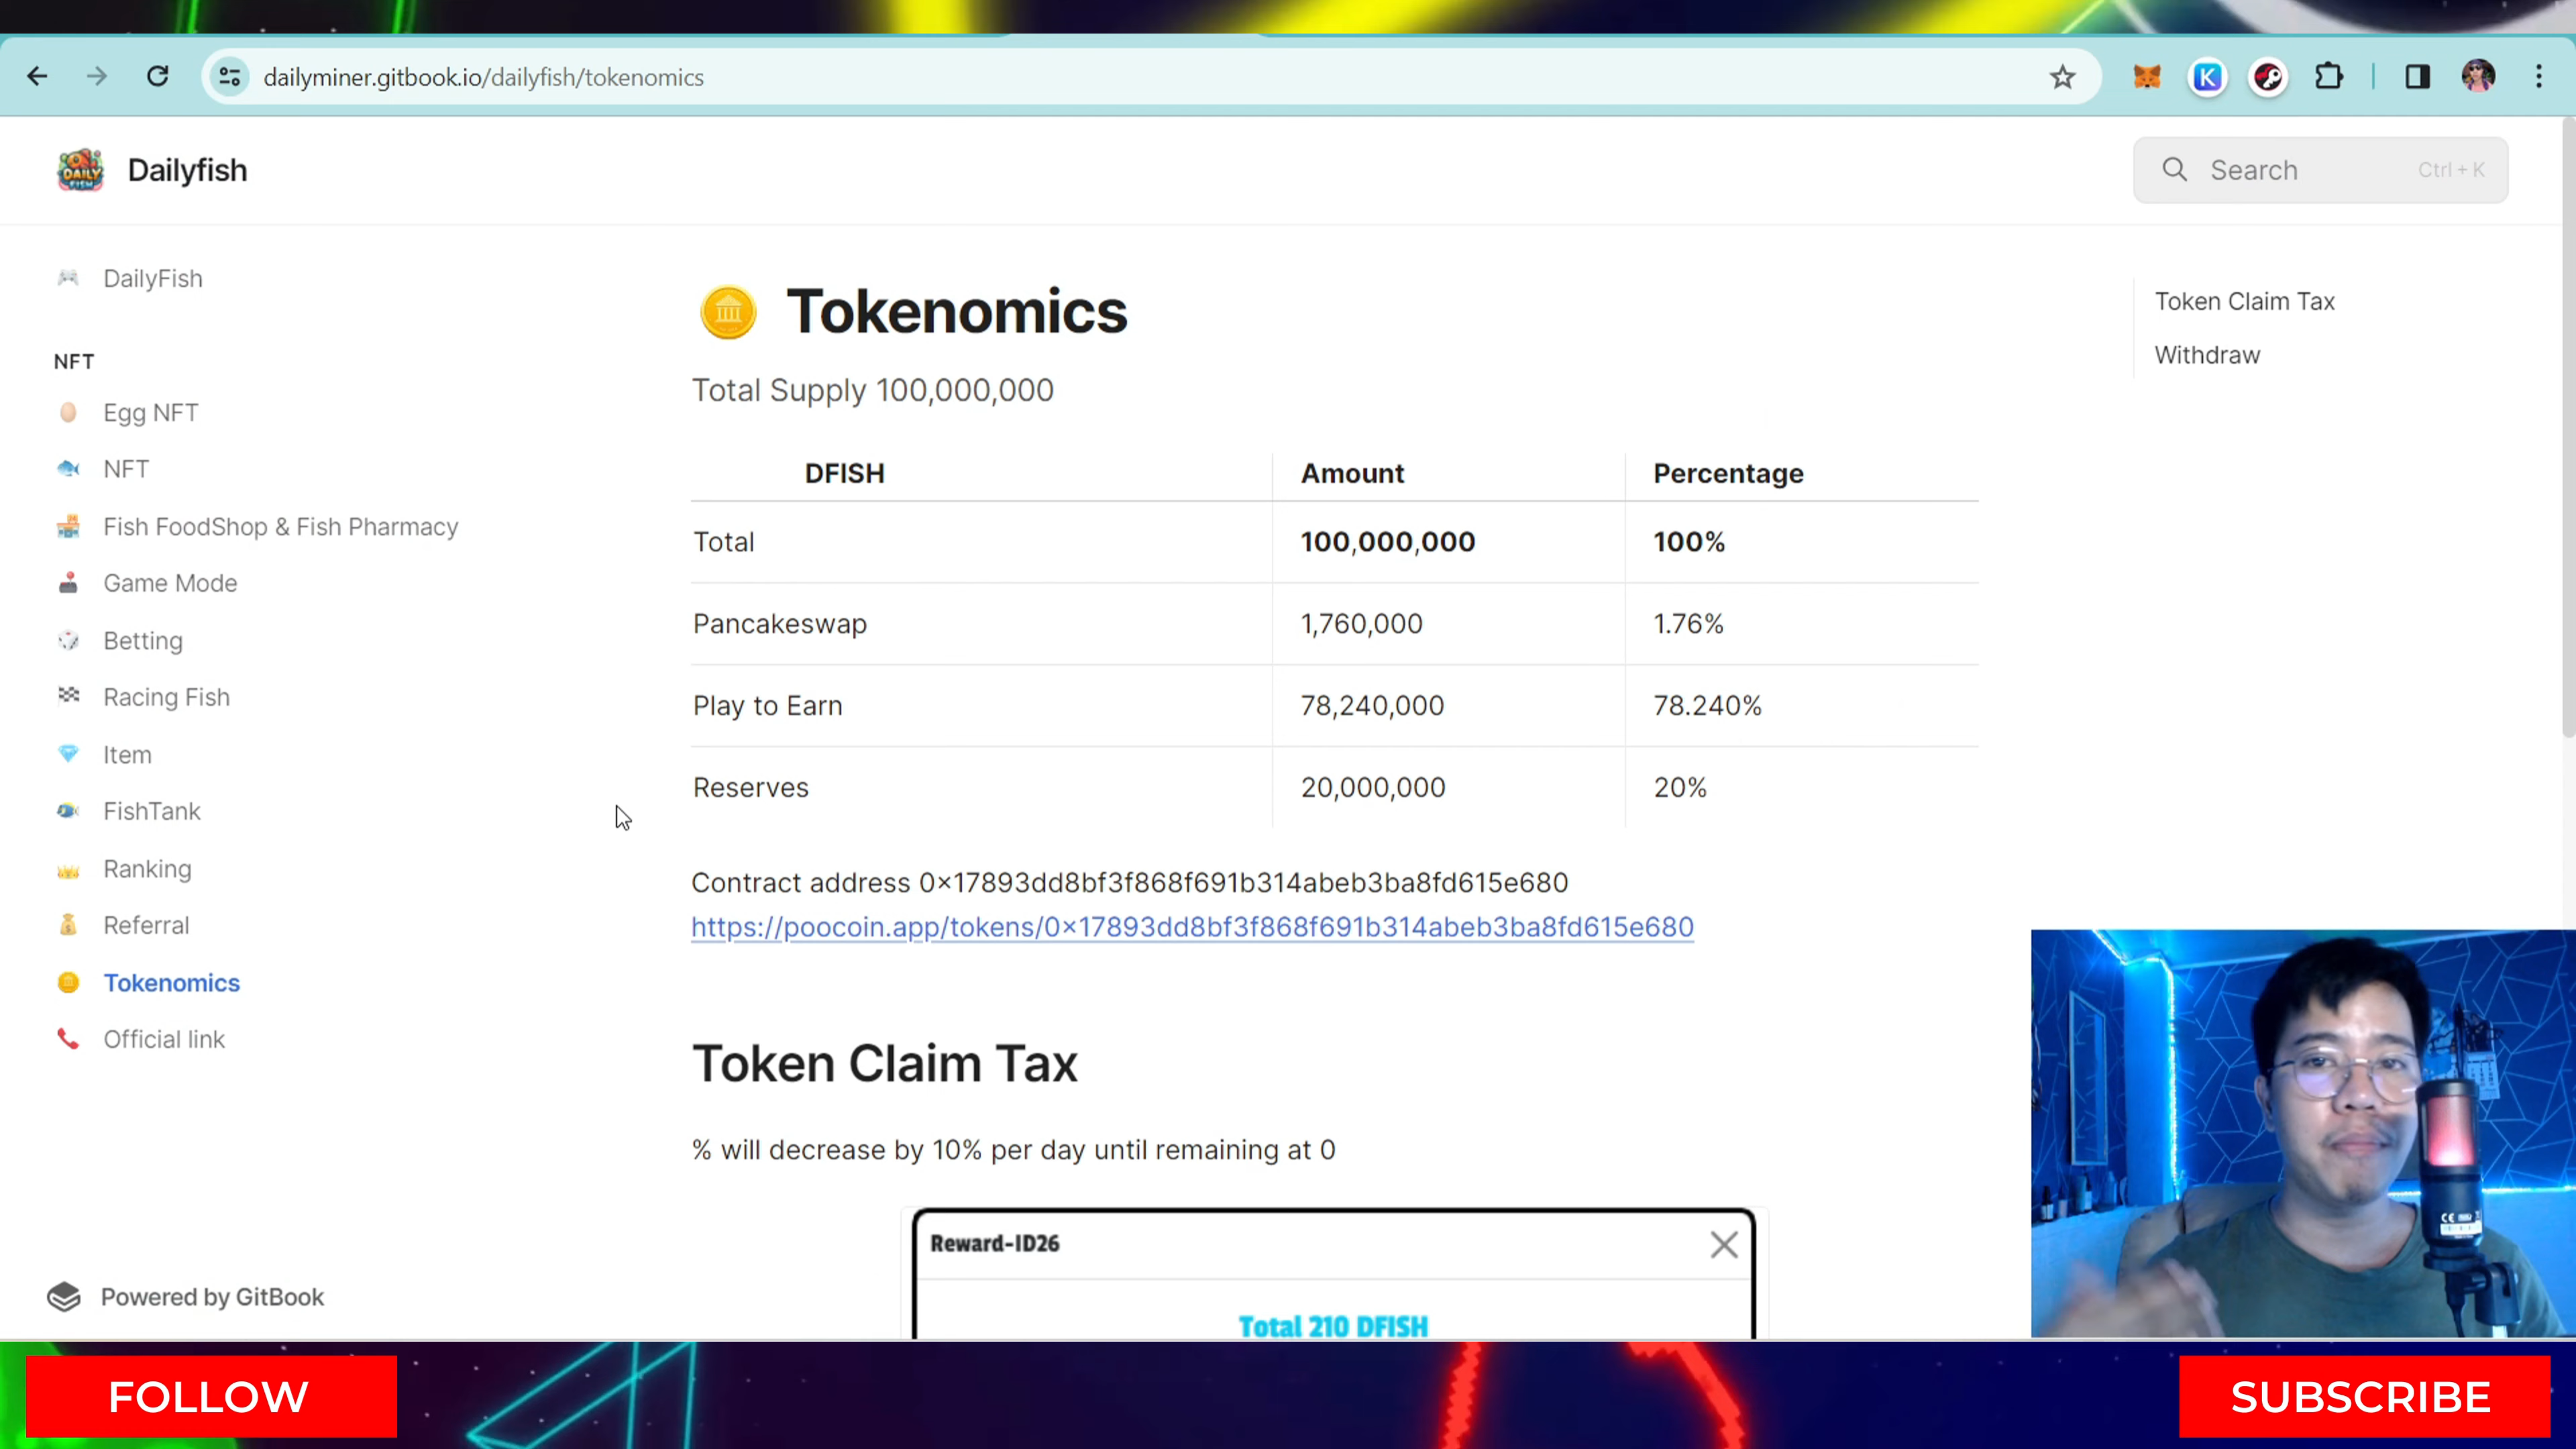 dailyminer.gitbook.io/dailyfish/tokenomics
DAILY
FISH
Dailyfish
Search
Ctrl + K
DailyFish
NFT
Egg NFT
NFT
Fish FoodShop & Fish Pharmacy
Game Mode
Betting
Racing Fish
Item
FishTank
Ranking
Referral
Tokenomics
Official link
Powered by GitBook
Tokenomics
Total Supply 100,000,000
DFISH Amount Percentage
Total 100,000,000 100%
Pancakeswap 1,760,000 1.76%
Play to Earn 78,240,000 78.240%
Reserves 20,000,000 20%
Contract address 0×17893dd8bf3f868f691b314abeb3ba8fd615e680
https://poocoin.app/tokens/0×17893dd8bf3f868f691b314abeb3ba8fd615e680
Token Claim Tax
% will decrease by 10% per day until remaining at 0
Reward-ID26
Total 210 DFISH
Token Claim Tax
Withdraw
K
CE
FOLLOW
SUBSCRIBE